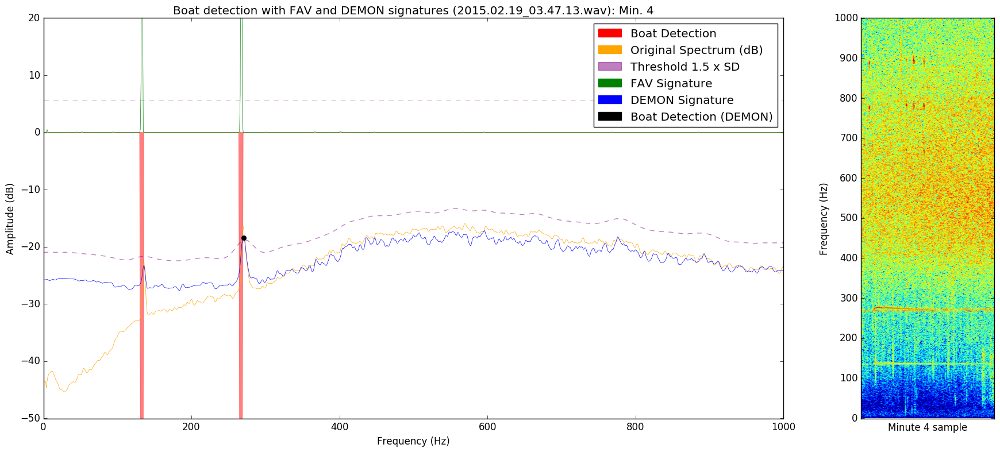 Boat detection with FAV and DEMON signatures (2015.02.19_03.47.13.wav): Min. 4
Boat Detection
Original Spectrum (dB)
Threshold 1.5 x SD
FAV Signature
DEMON Signature
Boat Detection (DEMON)
Amplitude (dB)
20
10
0
−10
−20
−30
−40
−50
0
200
400
600
800
1000
Frequency (Hz)
Frequency (Hz)
1000
900
800
700
600
500
400
300
200
100
0
Minute 4 sample